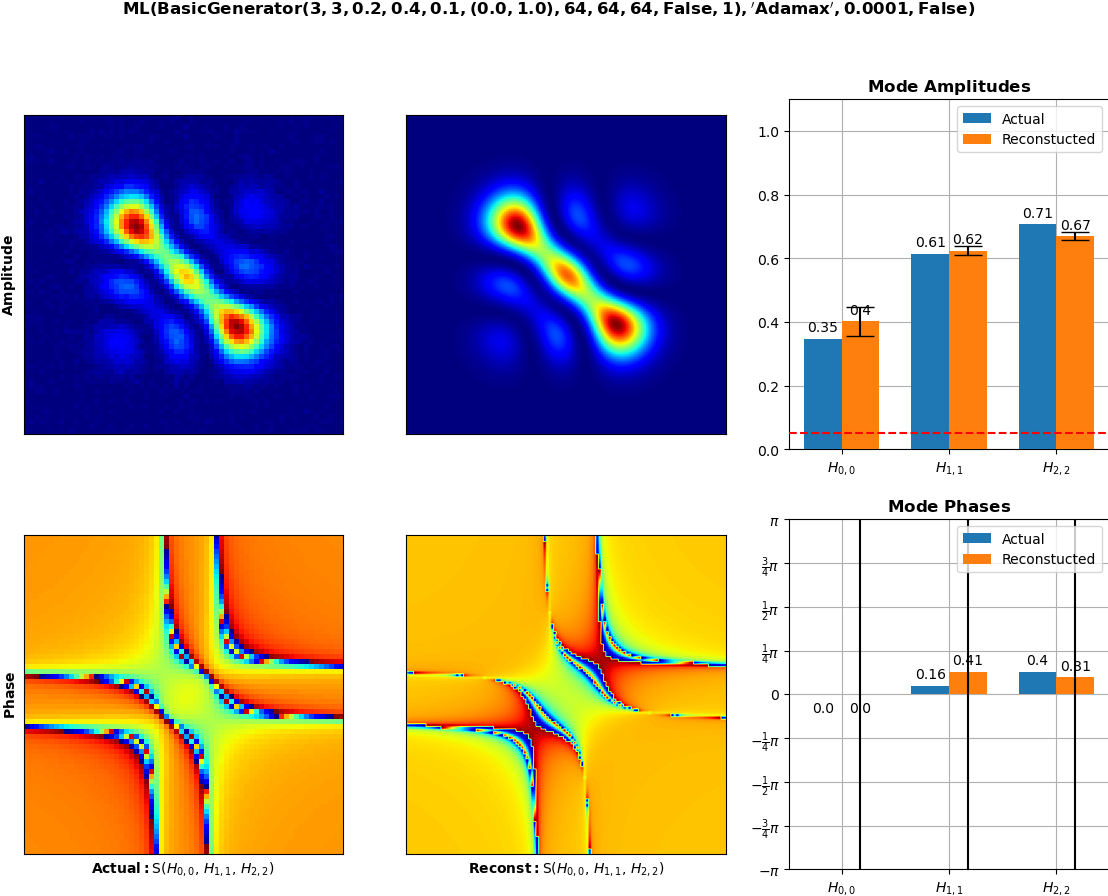 ML(BasicGenerator(3, 3, 0.2, 0.4, 0.1, (0.0, 1.0), 64, 64, 64, False, 1), ′Adamax′, 0.0001, False)
Amplitude
Mode Amplitudes
Actual
Reconstucted
1.0
0.8
0.6
0.4
0.2
0.0
0.35
0.4
0.61
0.62
0.71
0.67
H0,0
H1,1
H2,2
Phase
Actual: S(H0,0, H1,1, H2,2)
Reconst: S(H0,0, H1,1, H2,2)
Mode Phases
Actual
Reconstucted
π
3/4π
1/2π
1/4π
0
−1/4π
−1/2π
−3/4π
−π
0.0
0.0
0.16
0.41
0.4
0.31
H0,0
H1,1
H2,2